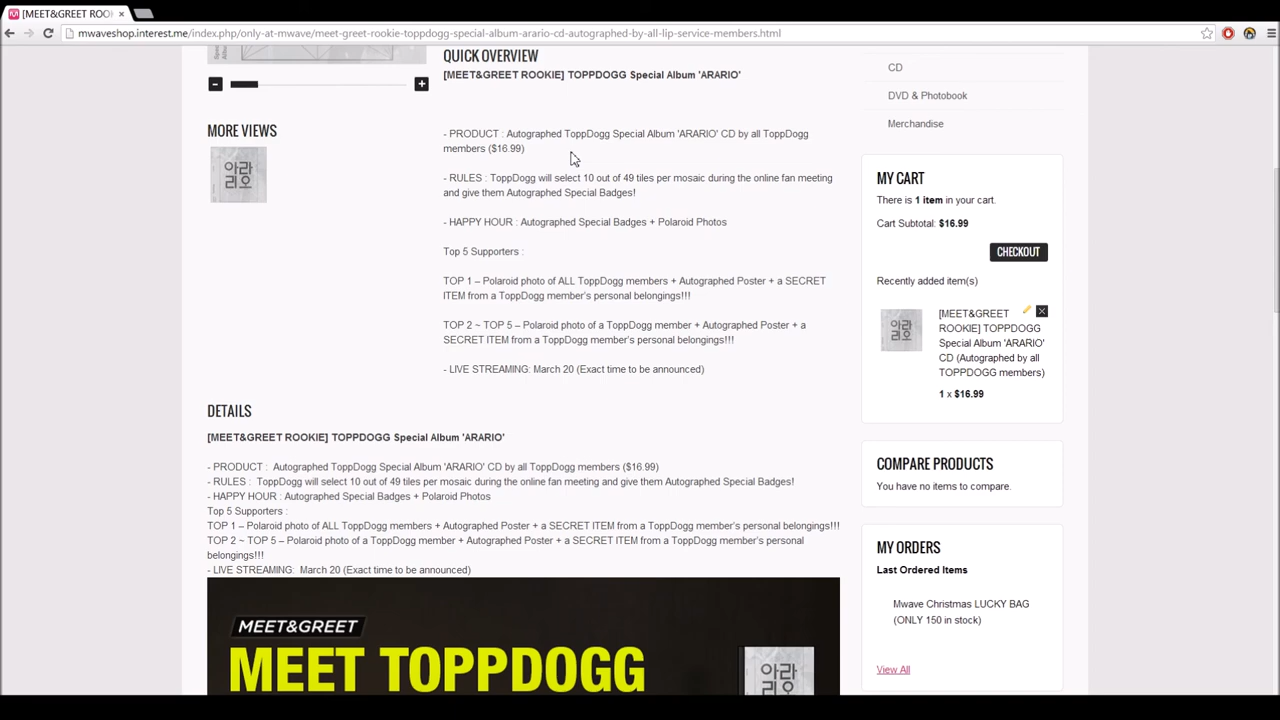 [MEET&GREET ROOK
mwaveshop.interest.me/index.php/only-at-mwave/meet-greet-rookie-toppdogg-special-album-arario-cd-autographed-by-all-lip-service-members.html
QUICK OVERVIEW
[MEET&GREET ROOKIE] TOPPDOGG Special Album 'ARARIO'
MORE VIEWS
아라
리오
- PRODUCT : Autographed ToppDogg Special Album 'ARARIO' CD by all ToppDogg
members ($16.99)
- RULES : ToppDogg will select 10 out of 49 tiles per mosaic during the online fan meeting
and give them Autographed Special Badges!
- HAPPY HOUR : Autographed Special Badges + Polaroid Photos
Top 5 Supporters :
TOP 1 – Polaroid photo of ALL ToppDogg members + Autographed Poster + a SECRET
ITEM from a ToppDogg member's personal belongings!!!
TOP 2 ~ TOP 5 – Polaroid photo of a ToppDogg member + Autographed Poster + a
SECRET ITEM from a ToppDogg member's personal belongings!!!
- LIVE STREAMING: March 20 (Exact time to be announced)
DETAILS
[MEET&GREET ROOKIE] TOPPDOGG Special Album 'ARARIO'
- PRODUCT : Autographed ToppDogg Special Album 'ARARIO' CD by all ToppDogg members ($16.99)
- RULES : ToppDogg will select 10 out of 49 tiles per mosaic during the online fan meeting and give them Autographed Special Badges!
- HAPPY HOUR : Autographed Special Badges + Polaroid Photos
Top 5 Supporters :
TOP 1 – Polaroid photo of ALL ToppDogg members + Autographed Poster + a SECRET ITEM from a ToppDogg member's personal belongings!!!
TOP 2 ~ TOP 5 – Polaroid photo of a ToppDogg member + Autographed Poster + a SECRET ITEM from a ToppDogg member's personal
belongings!!!
- LIVE STREAMING: March 20 (Exact time to be announced)
MEET&GREET
MEET TOPPDOGG
아라
리오
CD
DVD & Photobook
Merchandise
MY CART
There is 1 item in your cart.
Cart Subtotal: $16.99
CHECKOUT
Recently added item(s)
아라
리오
[MEET&GREET
ROOKIE] TOPPDOGG
Special Album 'ARARIO'
CD (Autographed by all
TOPPDOGG members)
1 x $16.99
COMPARE PRODUCTS
You have no items to compare.
MY ORDERS
Last Ordered Items
Mwave Christmas LUCKY BAG
(ONLY 150 in stock)
View All